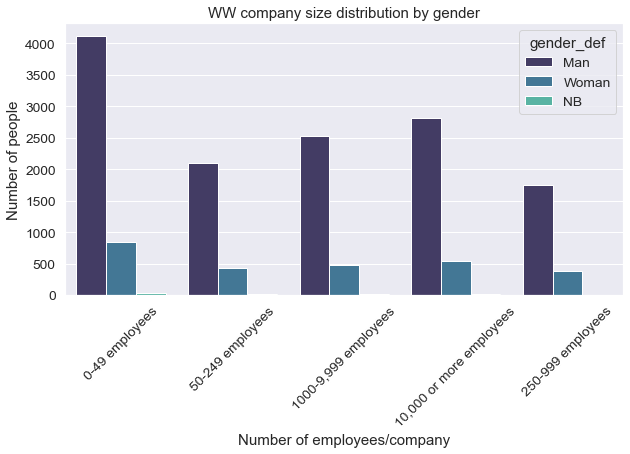 WW company size distribution by gender
gender_def
Man
Woman
NB
Number of people
4000
3500
3000
2500
2000
1500
1000
500
0
0-49 employees
50-249 employees
1000-9,999 employees
10,000 or more employees
250-999 employees
Number of employees/company